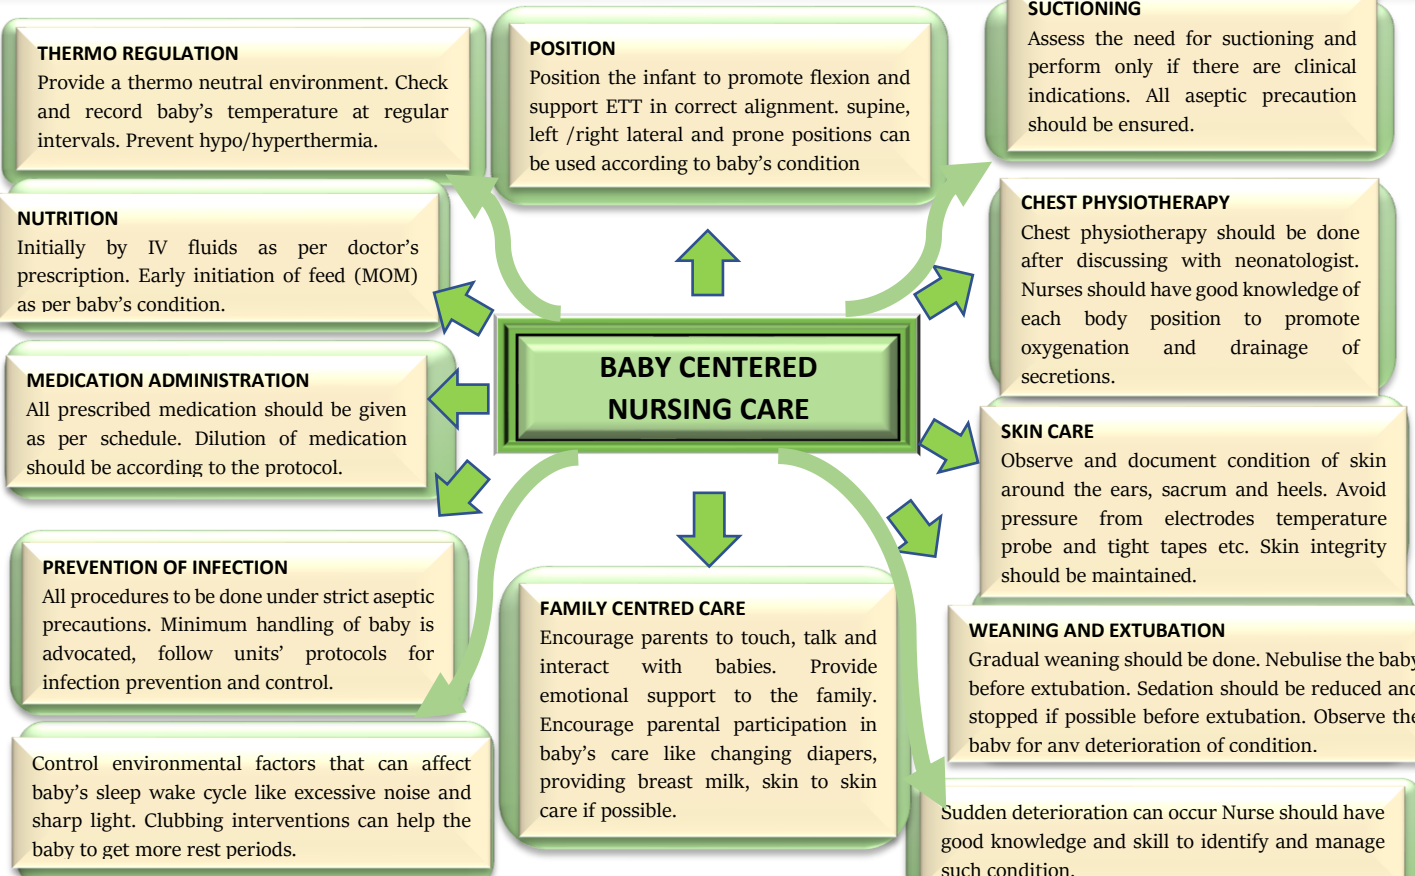 THERMO REGULATION
Provide a thermo neutral environment. Check
and record baby's temperature at regular
intervals. Prevent hypo/hyperthermia.
POSITION
Position the infant to promote flexion and
support ETT in correct alignment. supine,
left /right lateral and prone positions can
be used according to baby's condition
SUCTIONING
Assess the need for suctioning and
perform only if there are clinical
indications. All aseptic precaution
should be ensured.
NUTRITION
Initially by IV fluids as per doctor's
prescription. Early initiation of feed (MOM)
as per baby's condition.
CHEST PHYSIOTHERAPY
Chest physiotherapy should be done
after discussing with neonatologist.
Nurses should have good knowledge of
each body position to promote
oxygenation and drainage of
secretions.
BABY CENTERED
NURSING CARE
MEDICATION ADMINISTRATION
All prescribed medication should be given
as per schedule. Dilution of medication
should be according to the protocol.
SKIN CARE
Observe and document condition of skin
around the ears, sacrum and heels. Avoid
pressure from electrodes temperature
probe and tight tapes etc. Skin integrity
should be maintained.
PREVENTION OF INFECTION
All procedures to be done under strict aseptic
precautions. Minimum handling of baby is
advocated, follow units' protocols for
infection prevention and control.
FAMILY CENTRED CARE
Encourage parents to touch, talk and
interact with babies. Provide
emotional support to the family.
Encourage parental participation in
baby's care like changing diapers,
providing breast milk, skin to skin
care if possible.
WEANING AND EXTUBATION
Gradual weaning should be done. Nebulise the baby
before extubation. Sedation should be reduced and
stopped if possible before extubation. Observe the
baby for any deterioration of condition.
Control environmental factors that can affect
baby's sleep wake cycle like excessive noise and
sharp light. Clubbing interventions can help the
baby to get more rest periods.
Sudden deterioration can occur Nurse should have
good knowledge and skill to identify and manage
such condition.